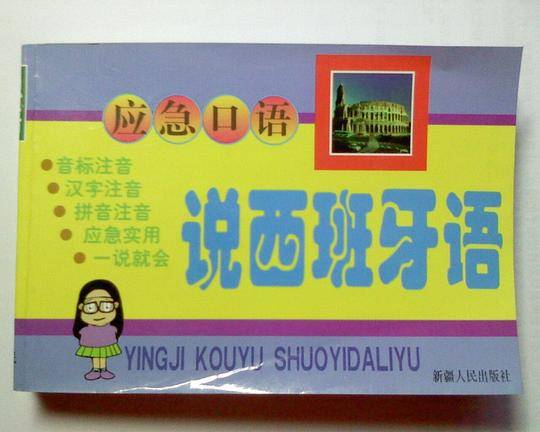 应急口语
音标注音
汉字注音
拼音注音
应急实用
一说就会
说西班牙语
YINGJI KOUYU SHUOYIDALIYU
新疆人民出版社